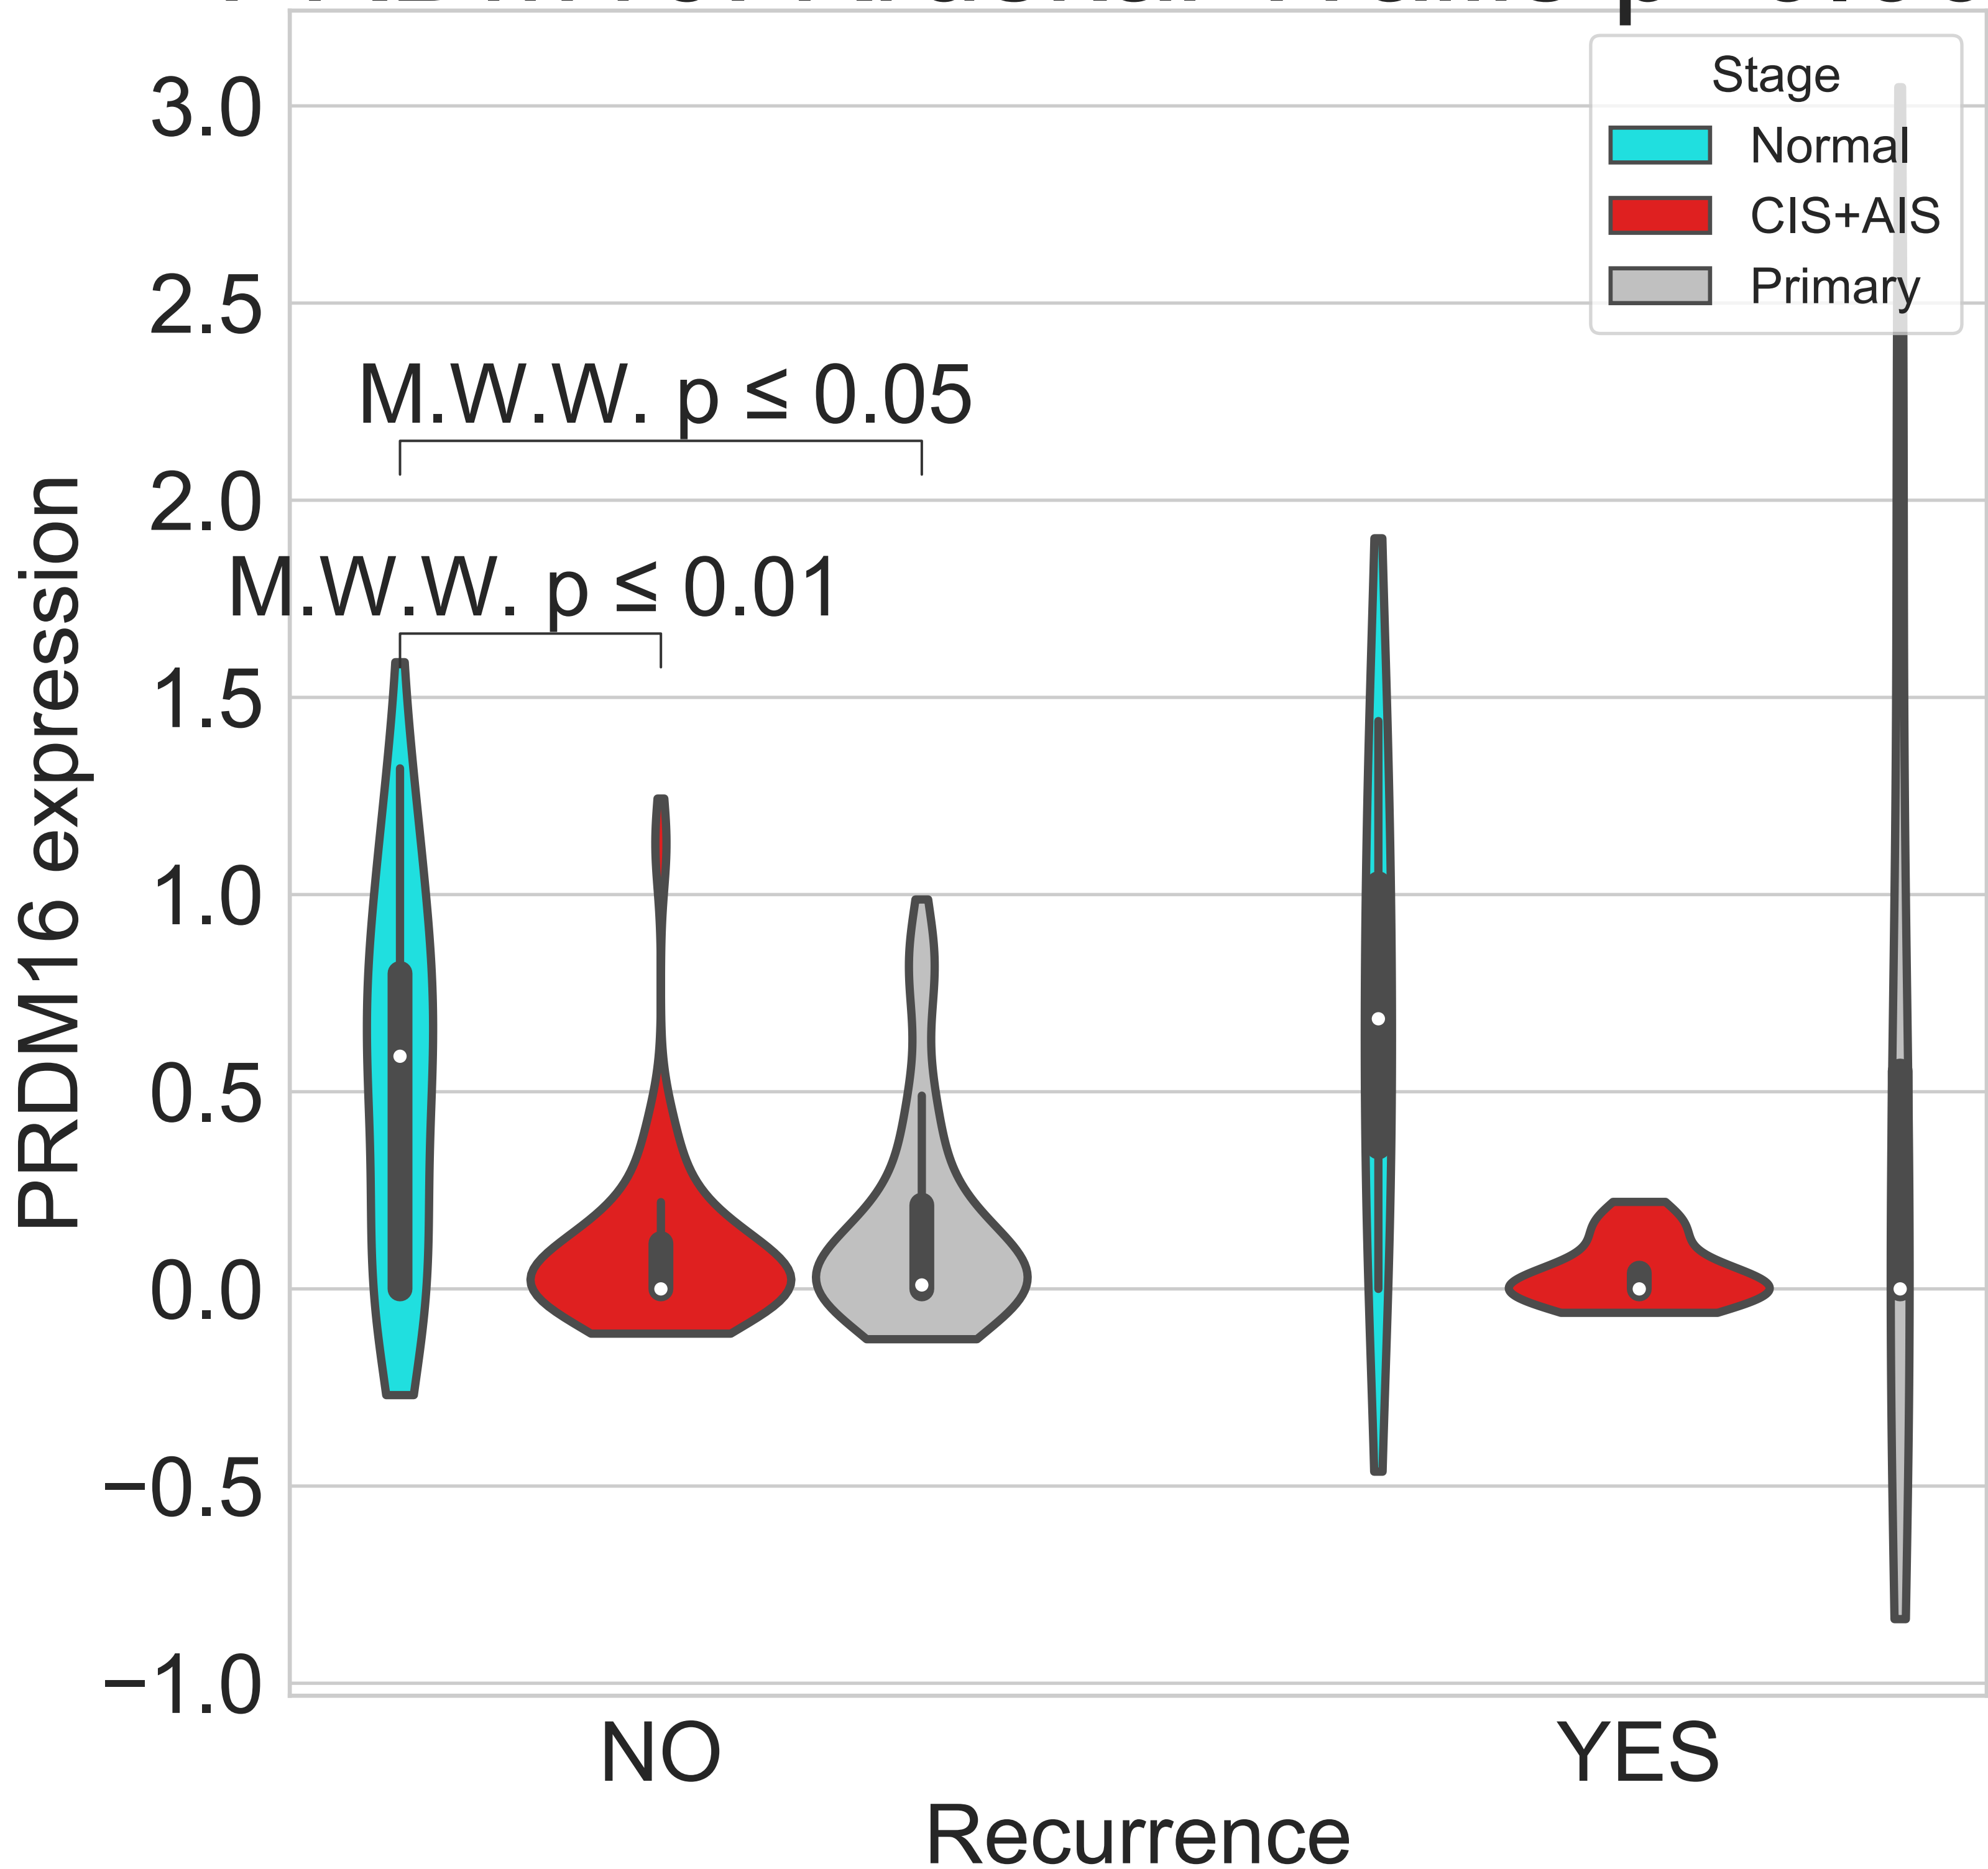 Stage
Normal
CIS+AIS
Primary
3.0
2.5
2.0
1.5
1.0
0.5
0.0
−0.5
−1.0
PRDM16 expression
M.W.W. p ≤ 0.05
M.W.W. p ≤ 0.01
NO
YES
Recurrence